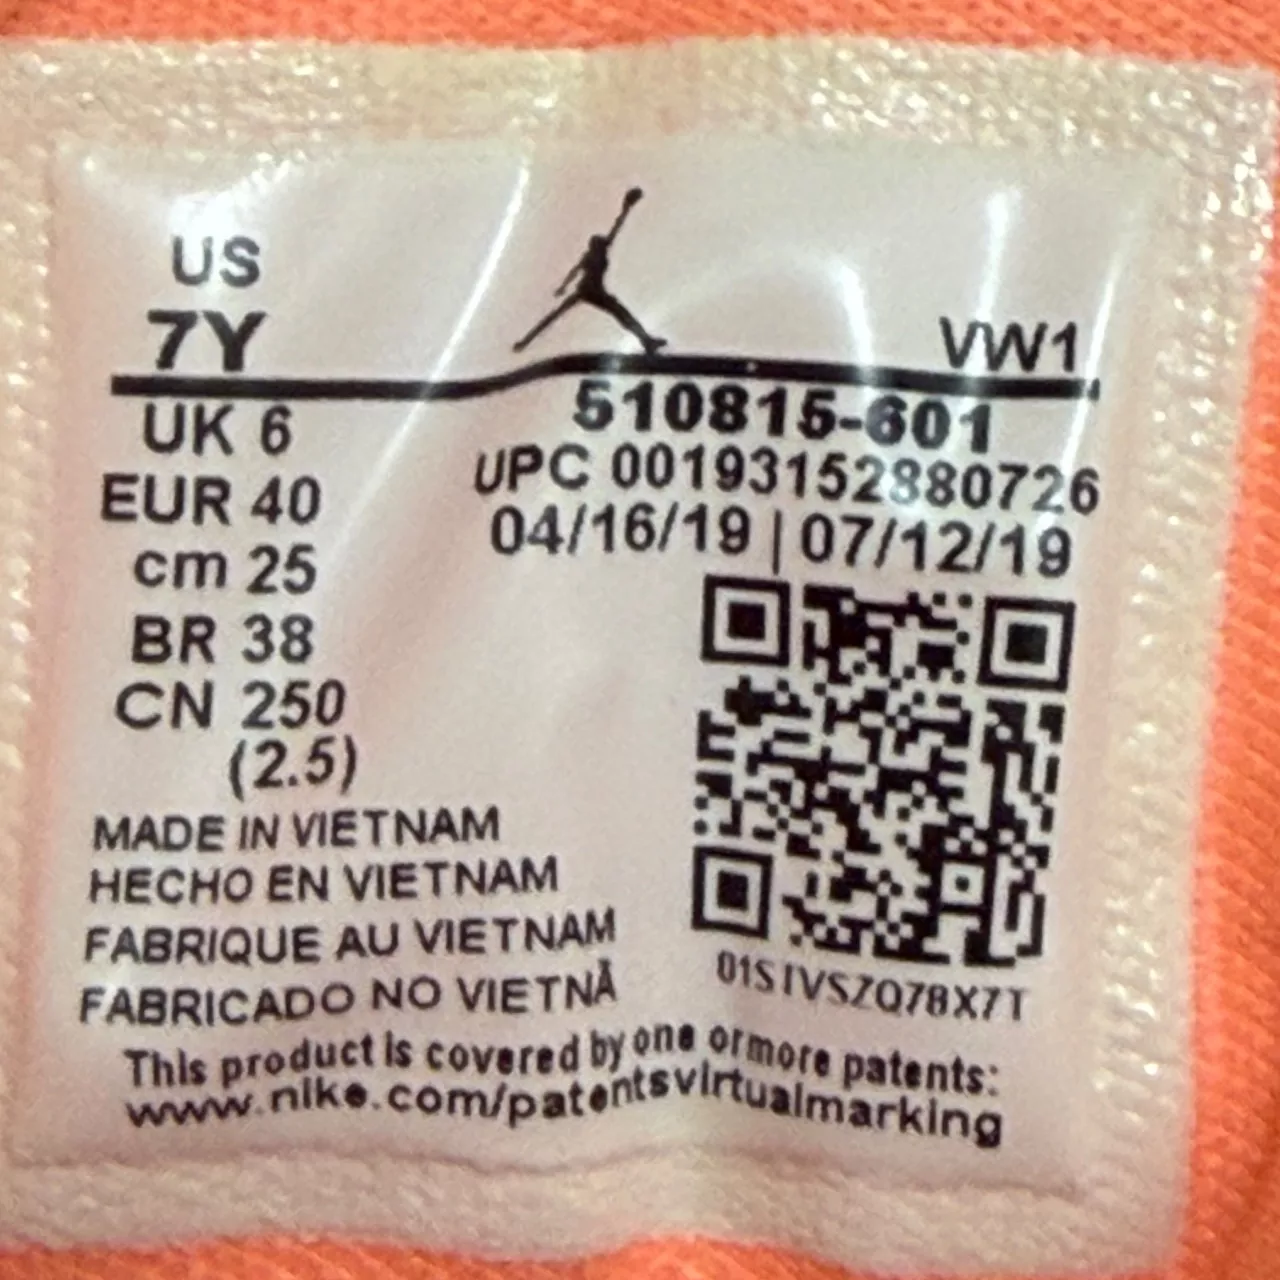 US
7Y
VW1
UK 6
EUR 40
cm 25
BR 38
CN 250
(2.5)
510815-601
UPC 00193152880726
04/16/19 | 07/12/19
MADE IN VIETNAM
HECHO EN VIETNAM
FABRIQUE AU VIETNAM
FABRICADO NO VIETNÃ
This product is covered by one or more patents:
www.nike.com/patentsvirtualmarking